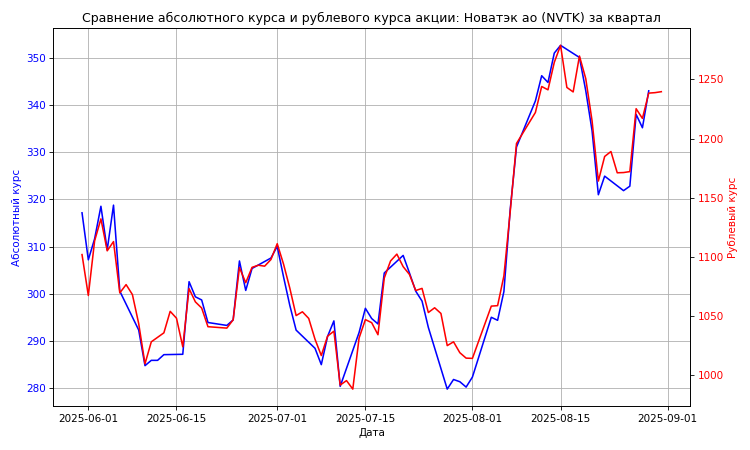 Сравнение абсолютного курса и рублевого курса акции: Новатэк ао (NVTK) за квартал
Абсолютный курс
350
340
330
320
310
300
290
280
1250
1200
1150
1100
1050
1000
Рублевый курс
2025-06-01 2025-06-15 2025-07-01 2025-07-15 2025-08-01 2025-08-15 2025-09-01
Дата